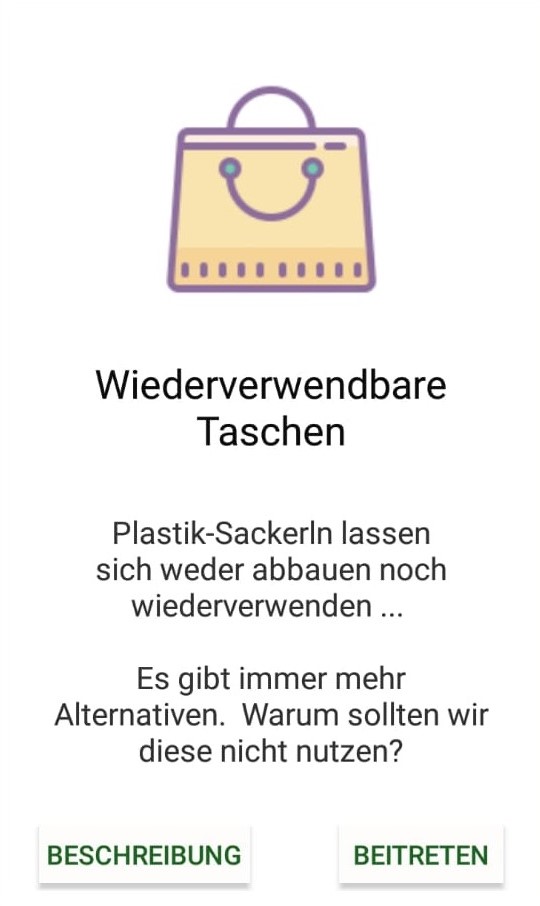 Wiederverwendbare
Taschen
Plastik-Sackerln lassen
sich weder abbauen noch
wiederverwenden ...
Es gibt immer mehr
Alternativen.  Warum sollten wir
diese nicht nutzen?
BESCHREIBUNG
BEITRETEN